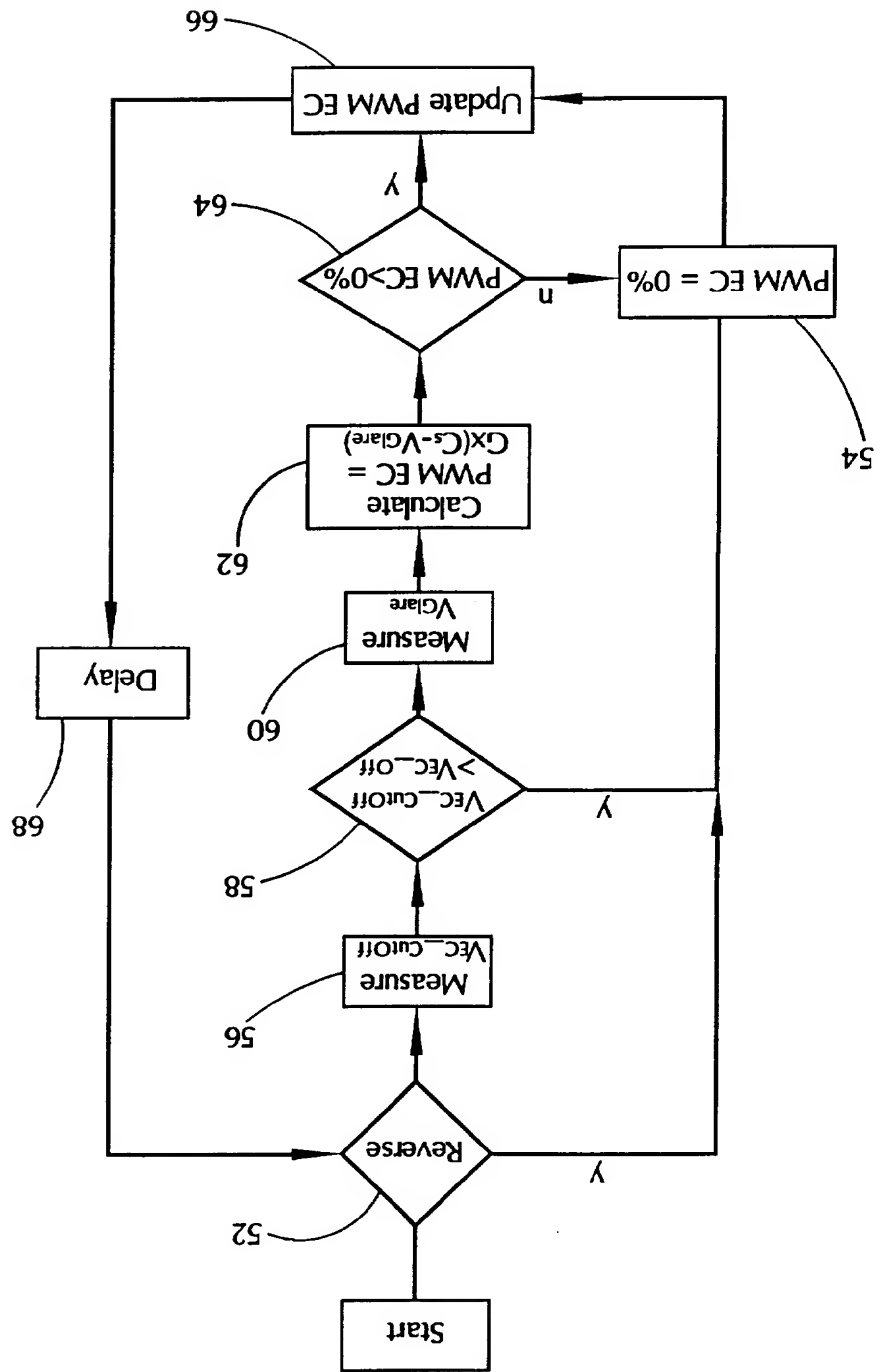 Start
52
Reverse
y
56
Measure
VEC_CutOff
58
VEC_CutOff
>VEC_Off
y
68
Delay
60
Measure
VGlare
62
Calculate
PWM EC =
Gx(Cs-VGlare)
54
PWM EC = 0%
n
64
PWM EC>0%
y
Update PWM EC
66